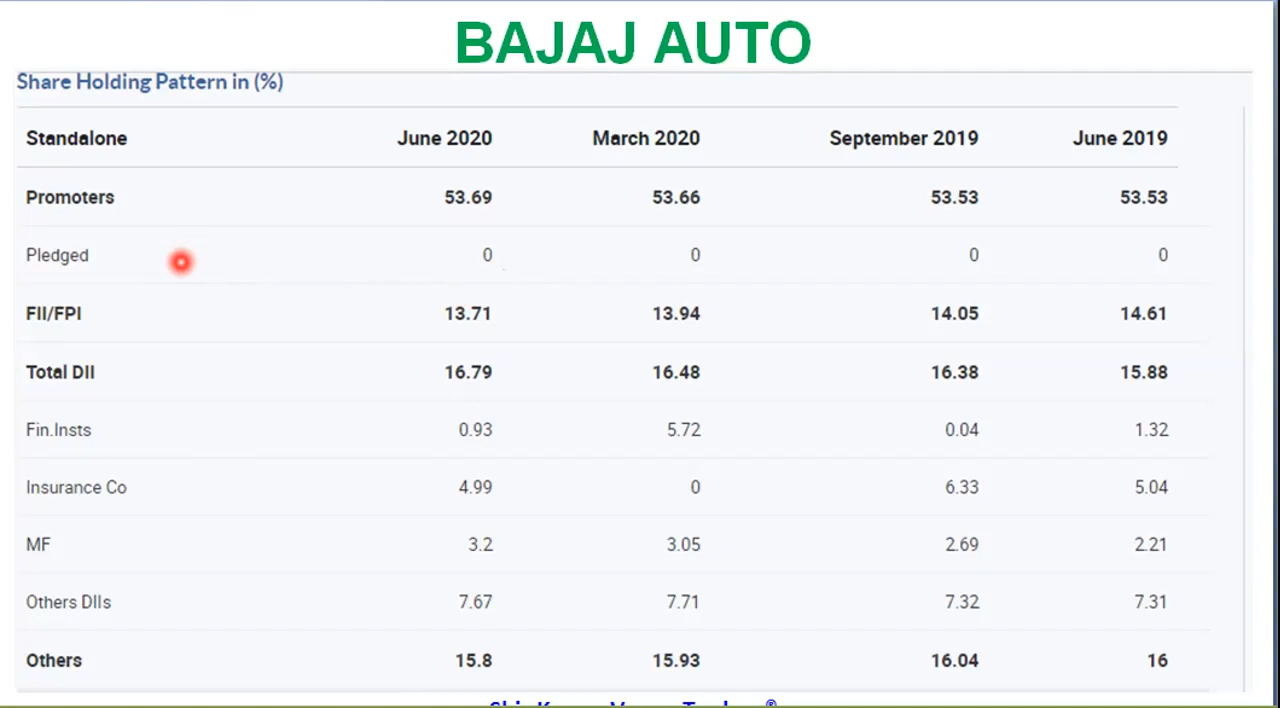 BAJAJ AUTO
Share Holding Pattern in (%)
Standalone June 2020 March 2020 September 2019 June 2019
Promoters 53.69 53.66 53.53 53.53
Pledged 0 0 0 0
FII/FPI 13.71 13.94 14.05 14.61
Total DII 16.79 16.48 16.38 15.88
Fin.Insts 0.93 5.72 0.04 1.32
Insurance Co 4.99 0 6.33 5.04
MF 3.2 3.05 2.69 2.21
Others DIIs 7.67 7.71 7.32 7.31
Others 15.8 15.93 16.04 16